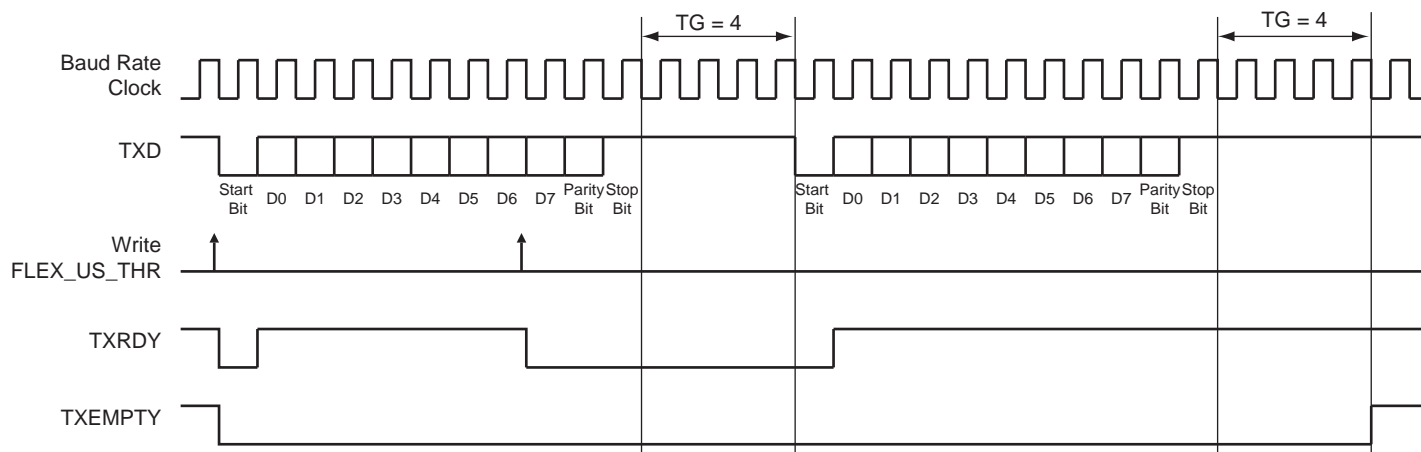 TG = 4
TG = 4
Baud Rate
Clock
TXD
Start
Bit
D0
D1
D2
D3
D4
D5
D6
D7
Parity
Bit
Stop
Bit
Start
Bit
D0
D1
D2
D3
D4
D5
D6
D7
Parity
Bit
Stop
Bit
Write
FLEX_US_THR
TXRDY
TXEMPTY